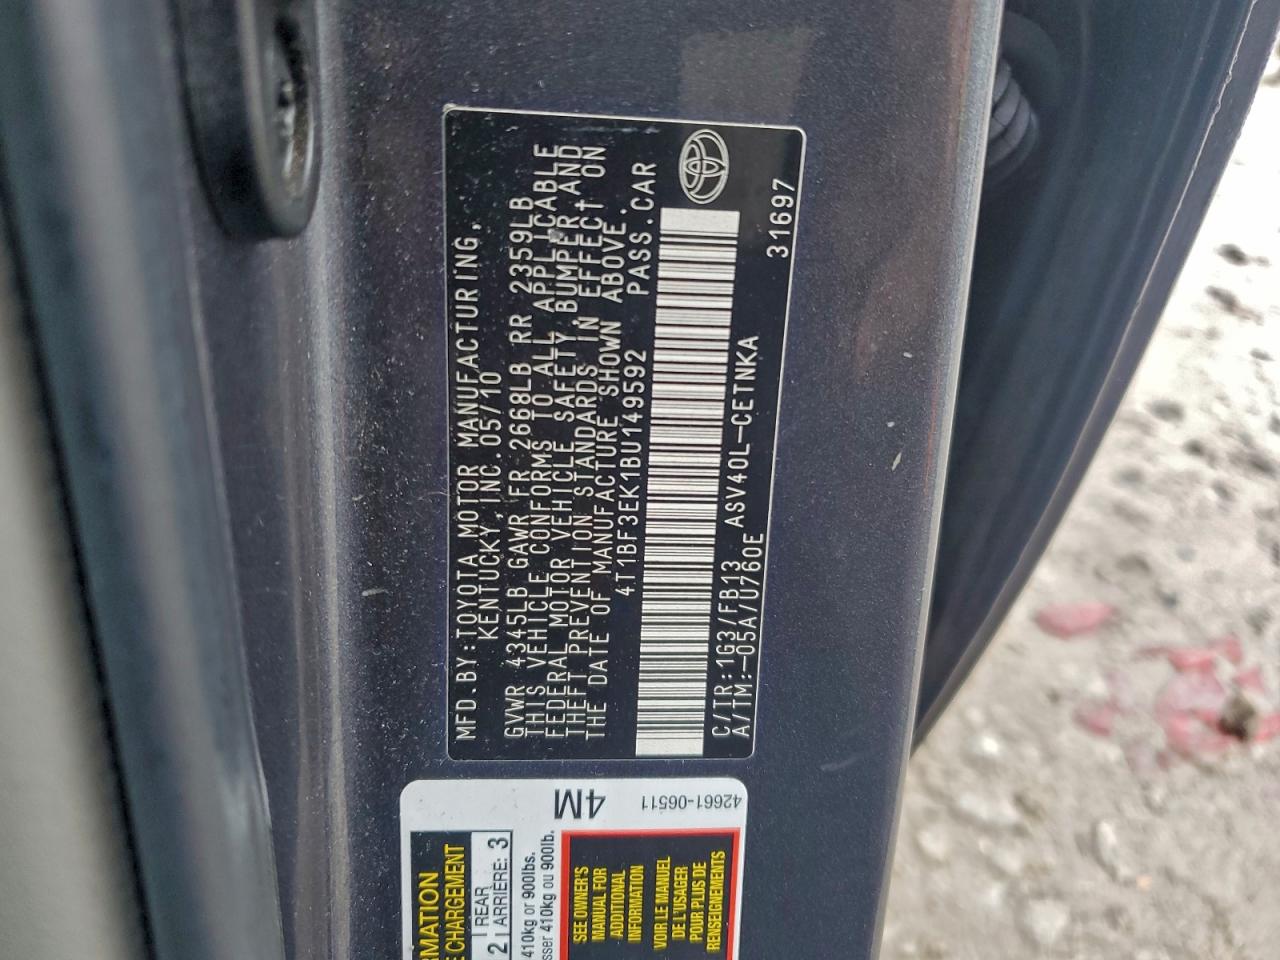 MFD.BY:TOYOTA MOTOR MANUFACTURING,
KENTUCKY,INC.05/10
GVWR 4345LB GAWR FR 2668LB RR 2359LB
THIS VEHICLE CONFORMS TO ALL APPLICABLE
FEDERAL MOTOR VEHICLE SAFETY, BUMPER, AND
THEFT PREVENTION STANDARDS IN EFFECT ON
THE DATE OF MANUFACTURE SHOWN ABOVE.
4T1BF3EK1BU149592 PASS.CAR
C/TR:1G3/FB13 ASV40L-CETNKA
A/TM:-05A/U760E
31697
4M
42661-06511
2 REAR
ARRIÈRE: 3
410kg or 900lbs.
410kg ou 900lb.
SEE OWNER'S
MANUAL FOR
ADDITIONAL
INFORMATION
VOIR LE MANUEL
DE L'USAGER
POUR PLUS DE
RENSEIGNEMENTS